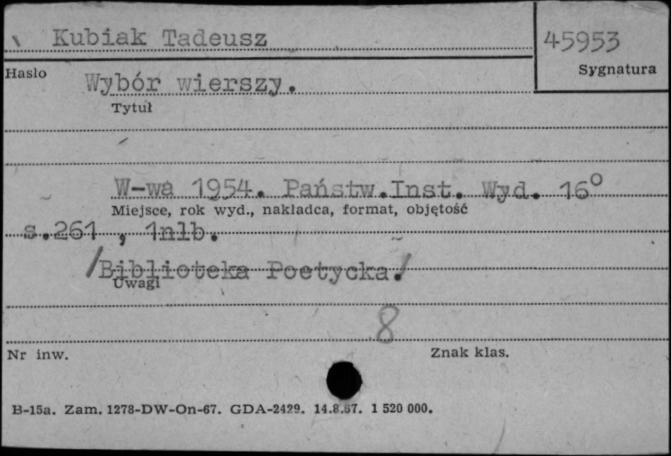 Kubiak Tadeusz
45953
Hasło
Sygnatura
Wybór wierszy.
Tytuł
W-wa 1954. Państw.Inst. Wyd. 16°
Miejsce, rok wyd., nakładca, format, objętość
s.261 , 1nlb.
/Biblioteka Poetycka./
Uwagi
8
Nr inw.
Znak klas.
B-15a. Zam. 1278-DW-On-67. GDA-2429. 14.8.67. 1 520 000.